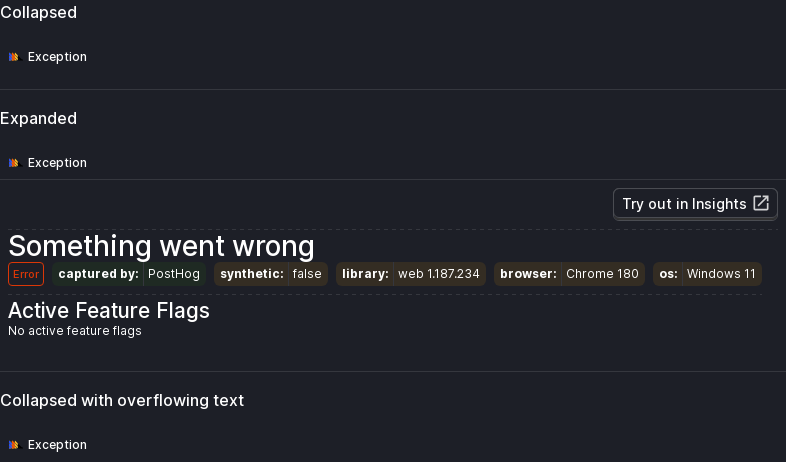 Collapsed
Exception
Expanded
Exception
Try out in Insights
Something went wrong
Error captured by: PostHog synthetic: false library: web 1.187.234 browser: Chrome 180 os: Windows 11
Active Feature Flags
No active feature flags
Collapsed with overflowing text
Exception